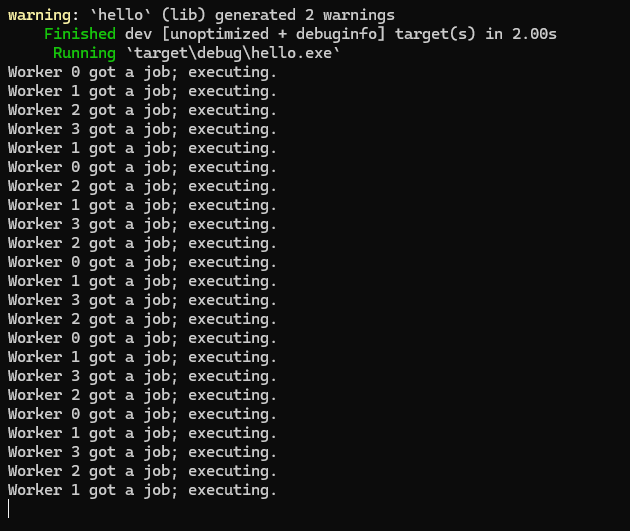 warning: `hello` (lib) generated 2 warnings
Finished dev [unoptimized + debuginfo] target(s) in 2.00s
Running `target\debug\hello.exe`
Worker 0 got a job; executing.
Worker 1 got a job; executing.
Worker 2 got a job; executing.
Worker 3 got a job; executing.
Worker 1 got a job; executing.
Worker 0 got a job; executing.
Worker 2 got a job; executing.
Worker 1 got a job; executing.
Worker 3 got a job; executing.
Worker 2 got a job; executing.
Worker 0 got a job; executing.
Worker 1 got a job; executing.
Worker 3 got a job; executing.
Worker 2 got a job; executing.
Worker 0 got a job; executing.
Worker 1 got a job; executing.
Worker 3 got a job; executing.
Worker 2 got a job; executing.
Worker 0 got a job; executing.
Worker 1 got a job; executing.
Worker 3 got a job; executing.
Worker 2 got a job; executing.
Worker 1 got a job; executing.